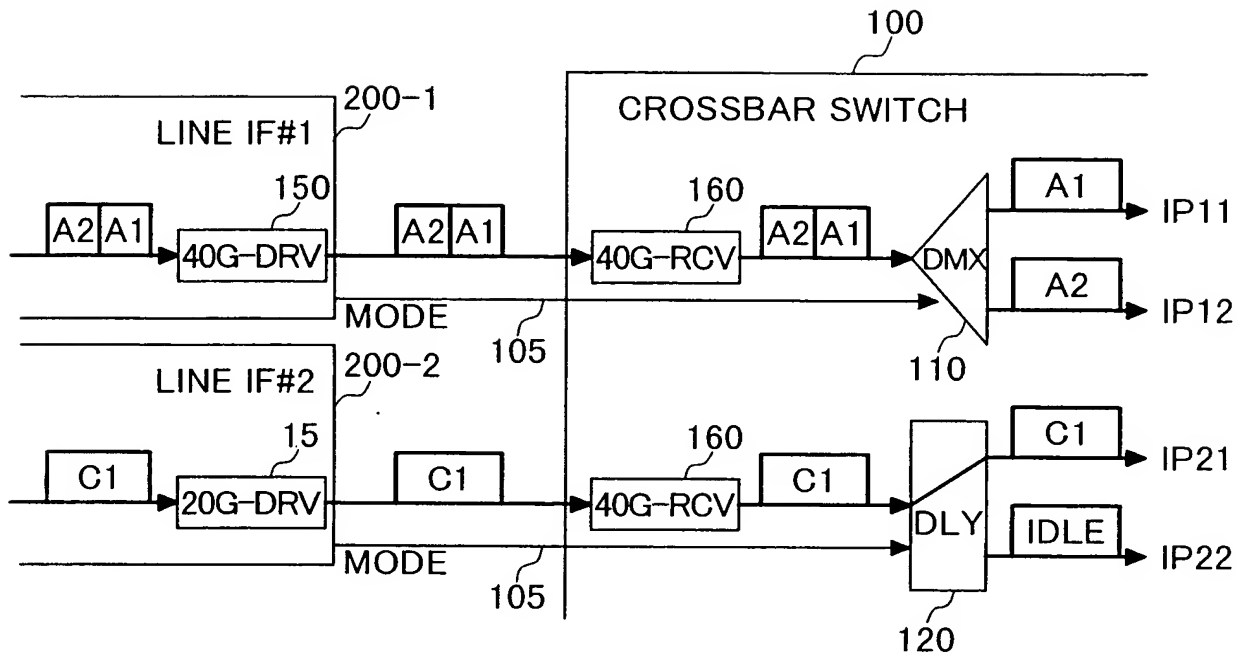 100
200-1
LINE IF#1
CROSSBAR SWITCH
150
160
A1
IP11
A2 A1
40G-DRV
A2 A1
40G-RCV
A2 A1
DMX
A2
IP12
MODE
105
110
200-2
LINE IF#2
15
160
C1
IP21
C1
20G-DRV
C1
40G-RCV
C1
DLY
IDLE
IP22
MODE
105
120